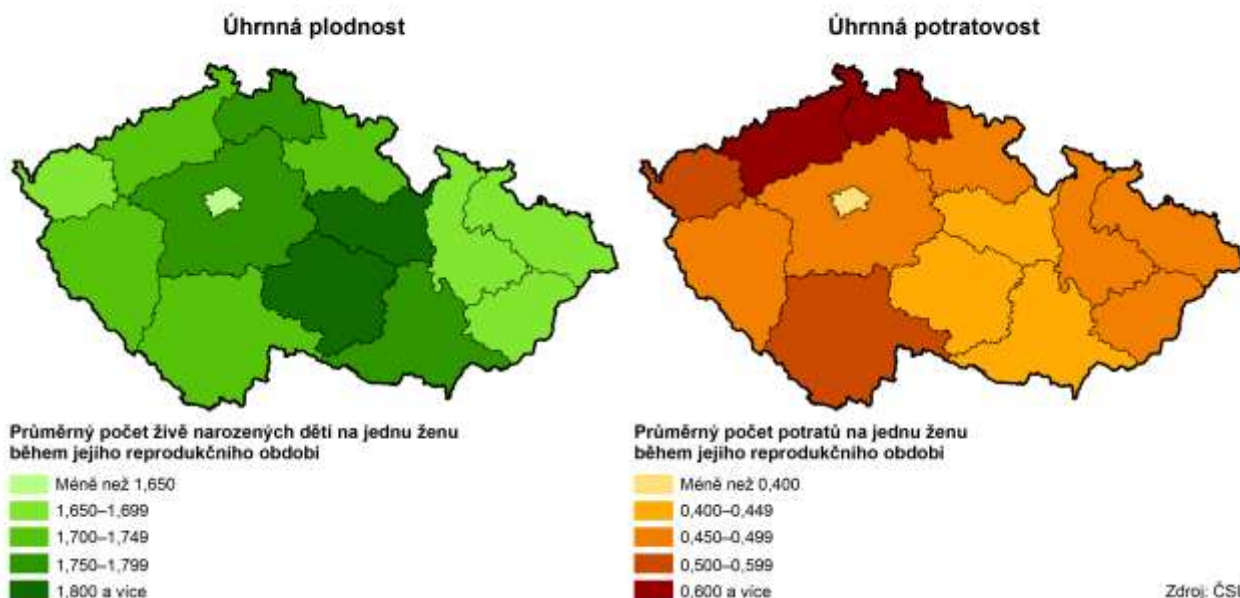 Úhrnná plodnost
Průměrný počet živě narozených dětí na jednu ženu
během jejího reprodukčního období
Méně než 1,650
1,650–1,699
1,700–1,749
1,750–1,799
1,800 a více
Úhrnná potratovost
Průměrný počet potratů na jednu ženu
během jejího reprodukčního období
Méně než 0,400
0,400–0,449
0,450–0,499
0,500–0,599
0,600 a více
Zdroj: